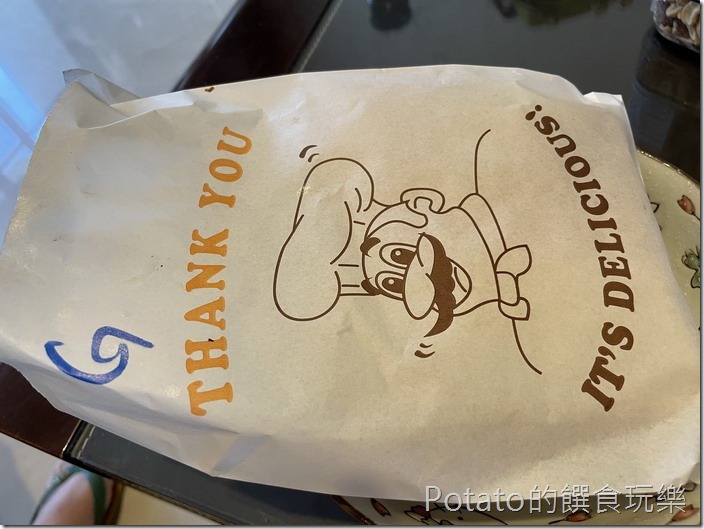 THANK YOU
IT'S DELICIOUS!
Potato的饌食玩樂